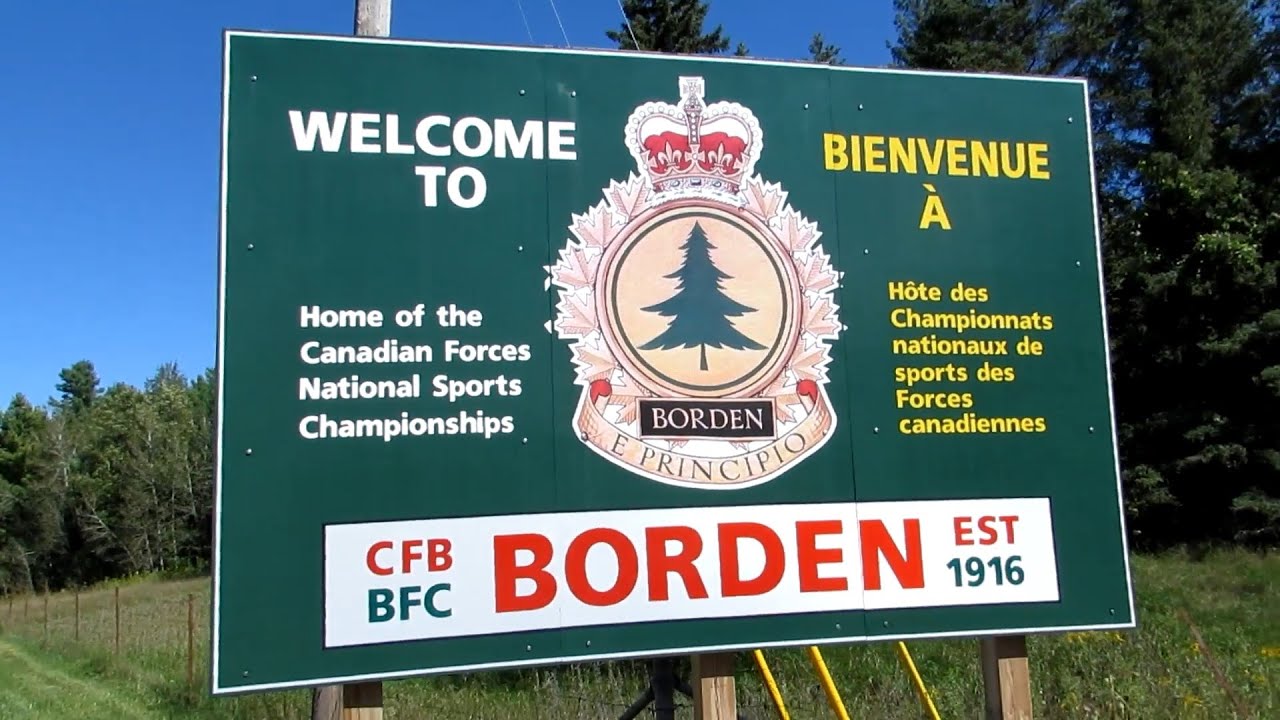 WELCOME
TO
BIENVENUE
À
Home of the
Canadian Forces
National Sports
Championships
Hôte des
Championnats
nationaux de
sports des
Forces
canadiennes
BORDEN
E PRINCIPIO
CFB
BFC
BORDEN
EST
1916